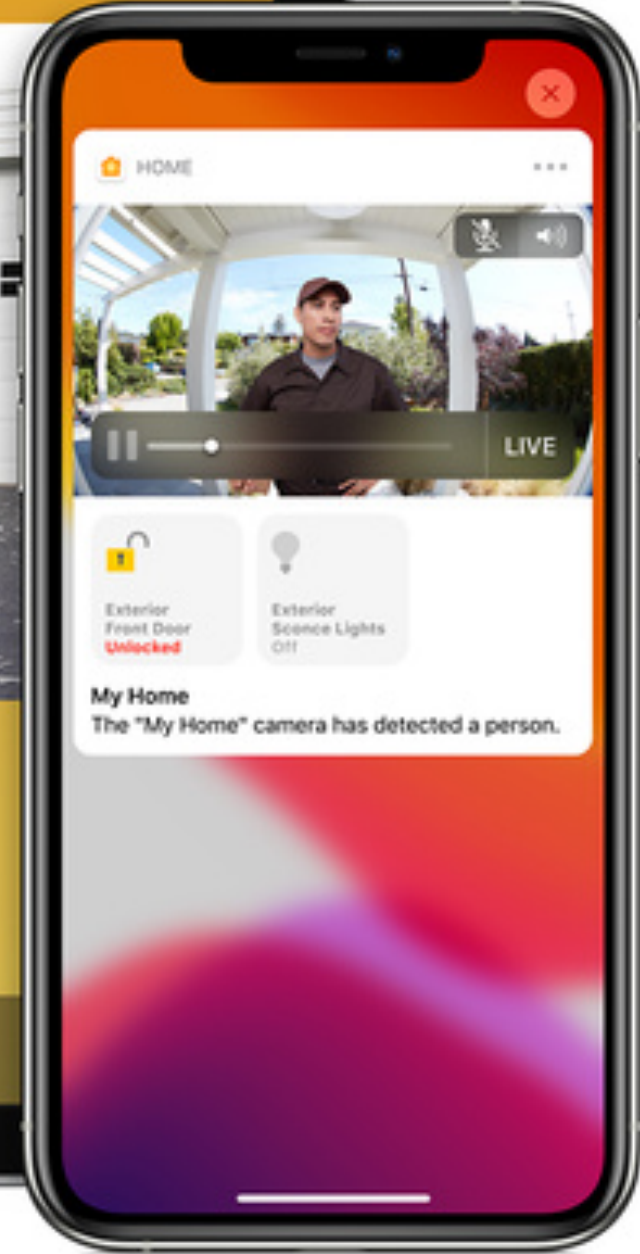 HOME
LIVE
Exterior
Front Door
Unlocked
Exterior
Sconce Lights
Off
My Home
The "My Home" camera has detected a person.